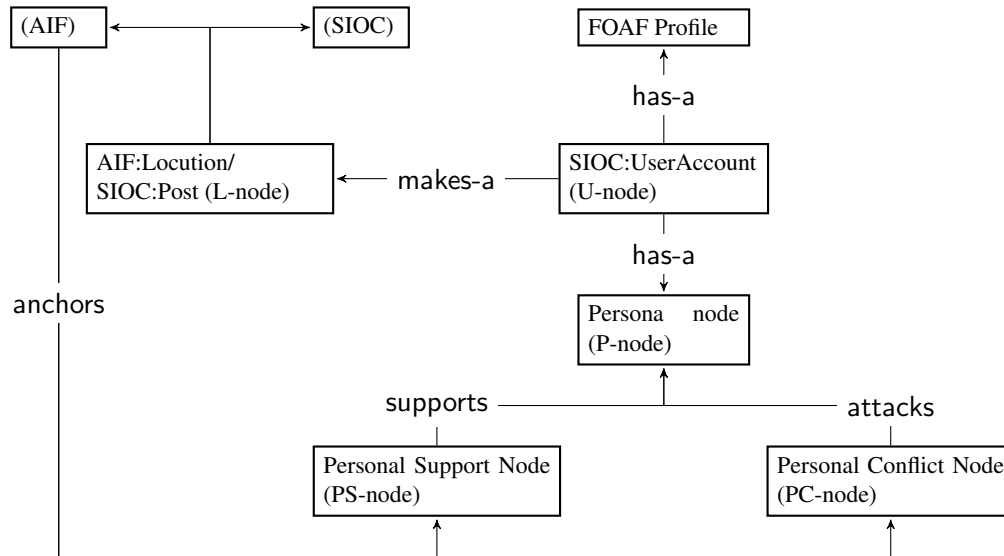 (AIF)
(SIOC)
FOAF Profile
has-a
AIF:Locution/
SIOC:Post (L-node)
makes-a
SIOC:UserAccount
(U-node)
has-a
anchors
Persona node
(P-node)
supports
attacks
Personal Support Node
(PS-node)
Personal Conflict Node
(PC-node)